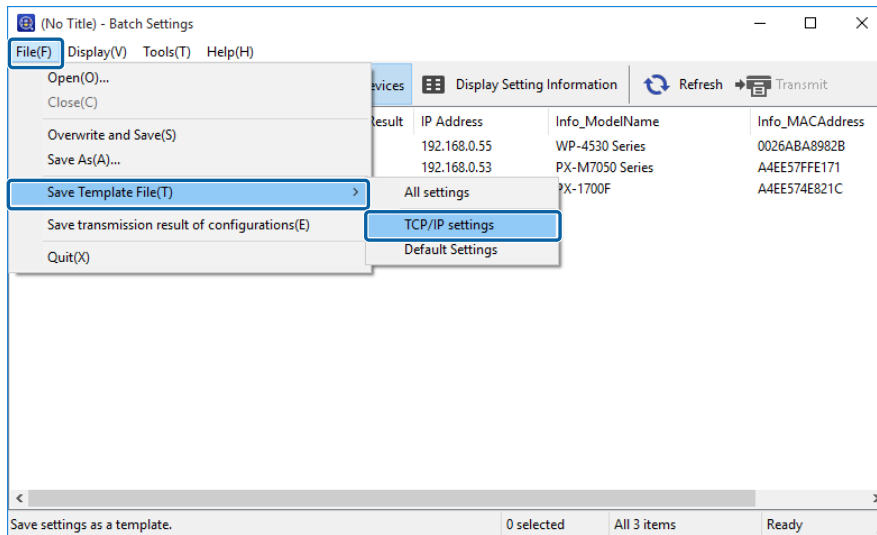 (No Title) - Batch Settings
File(F) Display(V) Tools(T) Help(H)
Open(O)...
Close(C)
Overwrite and Save(S)
Save As(A)...
Save Template File(T)
Save transmission result of configurations(E)
Quit(X)
All settings
TCP/IP settings
Default Settings
Display Setting Information Refresh Transmit
IP Address Info_ModelName Info_MACAddress
192.168.0.55 WP-4530 Series 0026ABA8982B
192.168.0.53 PX-M7050 Series A4EE57FFE171
PX-1700F A4EE574E821C
Save settings as a template. 0 selected All 3 items Ready